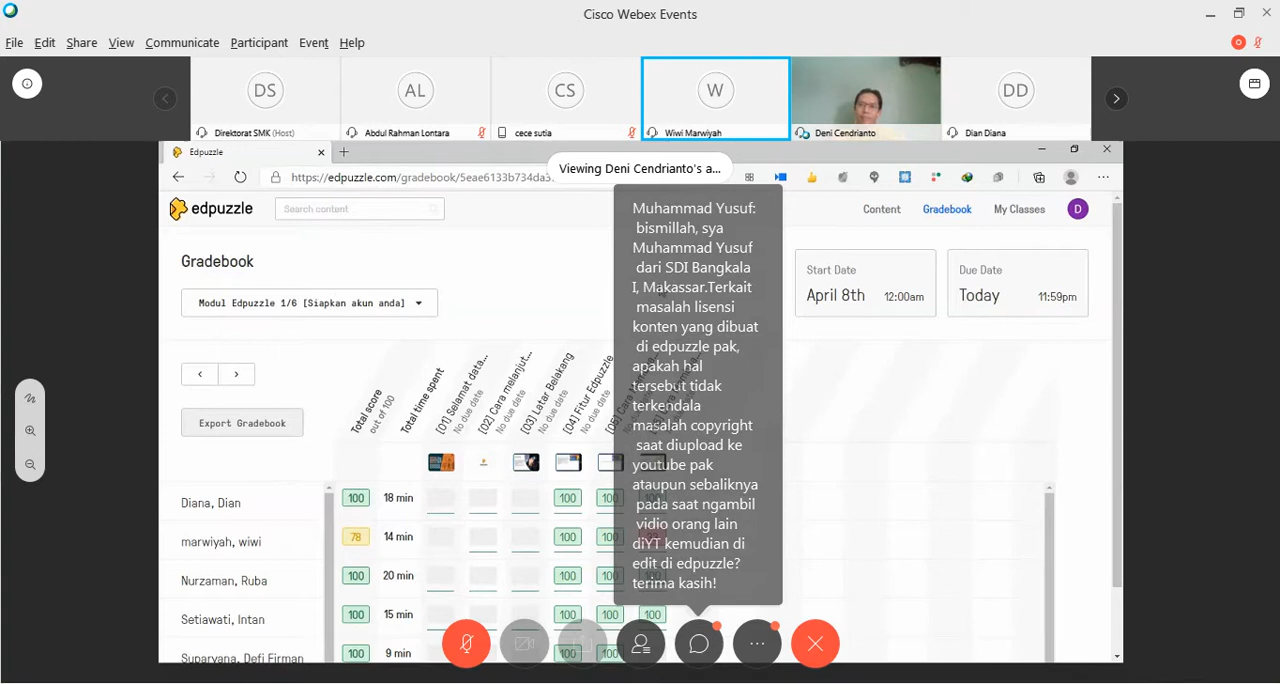 Cisco Webex Events
File Edit Share View Communicate Participant Event Help
DS AL CS W DD
Direktorat SMK (Host) Abdul Rahman Lontara cece sutia Wiwi Marwiyah Deni Cendrianto Dian Diana
Edpuzzle
Viewing Deni Cendrianto's a...
https://edpuzzle.com/gradebook/5eae6133b734da3
edpuzzle Search content Content Gradebook My Classes D
Gradebook
Modul Edpuzzle 1/6 [Siapkan akun anda]
Start Date
April 8th 12:00am
Due Date
Today 11:59pm
Muhammad Yusuf:
bismillah, sya
Muhammad Yusuf
dari SDI Bangkala
I, Makassar.Terkait
masalah lisensi
konten yang dibuat
di edpuzzle pak,
apakah hal
tersebut tidak
terkendala
masalah copyright
saat diupload ke
youtube pak
ataupun sebaliknya
pada saat ngambil
vidio orang lain
diYT kemudian di
edit di edpuzzle?
terima kasih!
Export Gradebook
Total score
out of 100
Total time spent
[01] Selamat data...
No due date
[02] Cara melanjut...
No due date
[03] Latar Belakang
No due date
[04] Fitur Edpuzzle
No due date
Diana, Dian 100 18 min 100 100
marwiyah, wiwi 78 14 min 100 100
Nurzaman, Ruba 100 20 min 100 100 100
Setiawati, Intan 100 15 min 100 100 100
Suparyana, Defi Firman 100 9 min 100 100